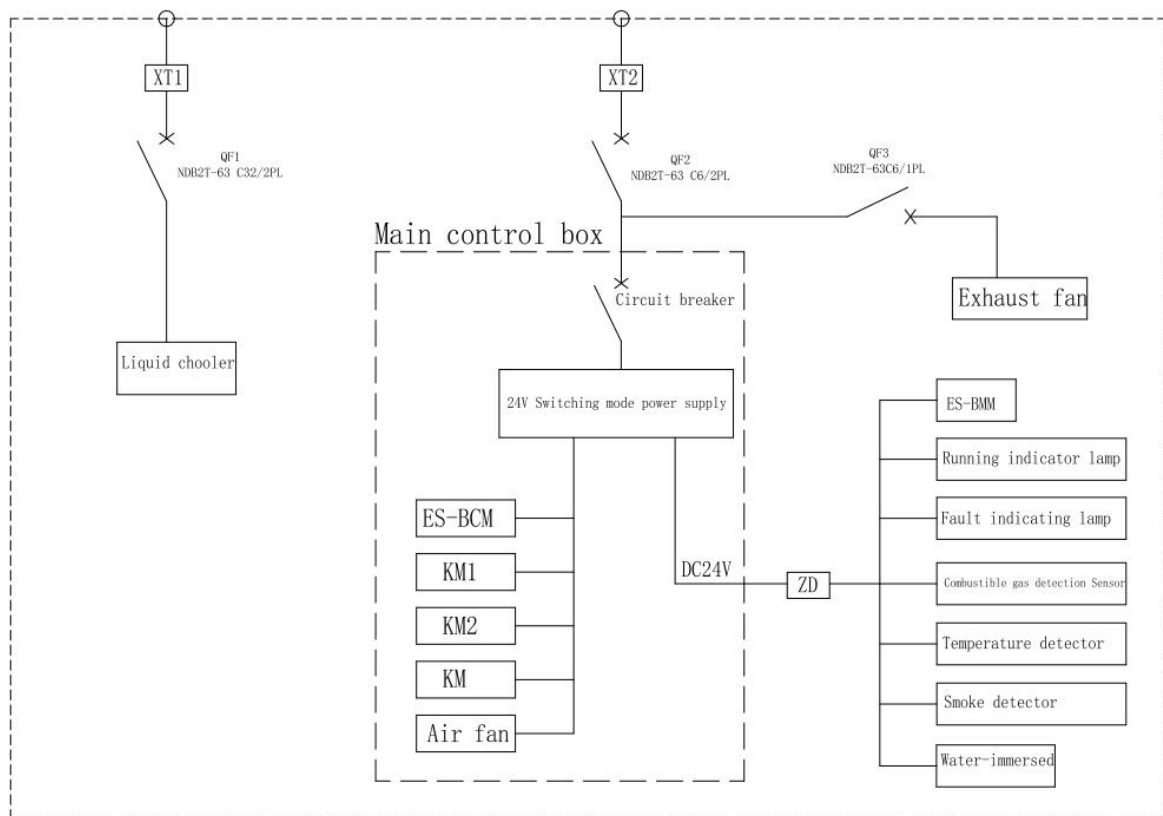 XT1
XT2
QF1
NDB2T-63 C32/2PL
QF2
NDB2T-63 C6/2PL
QF3
NDB2T-63C6/1PL
Main control box
Circuit breaker
Exhaust fan
Liquid chooler
24V Switching mode power supply
ES-BMM
Running indicator lamp
Fault indicating lamp
Combustible gas detection Sensor
Temperature detector
Smoke detector
Water-immersed
ES-BCM
KM1
KM2
KM
Air fan
DC24V
ZD